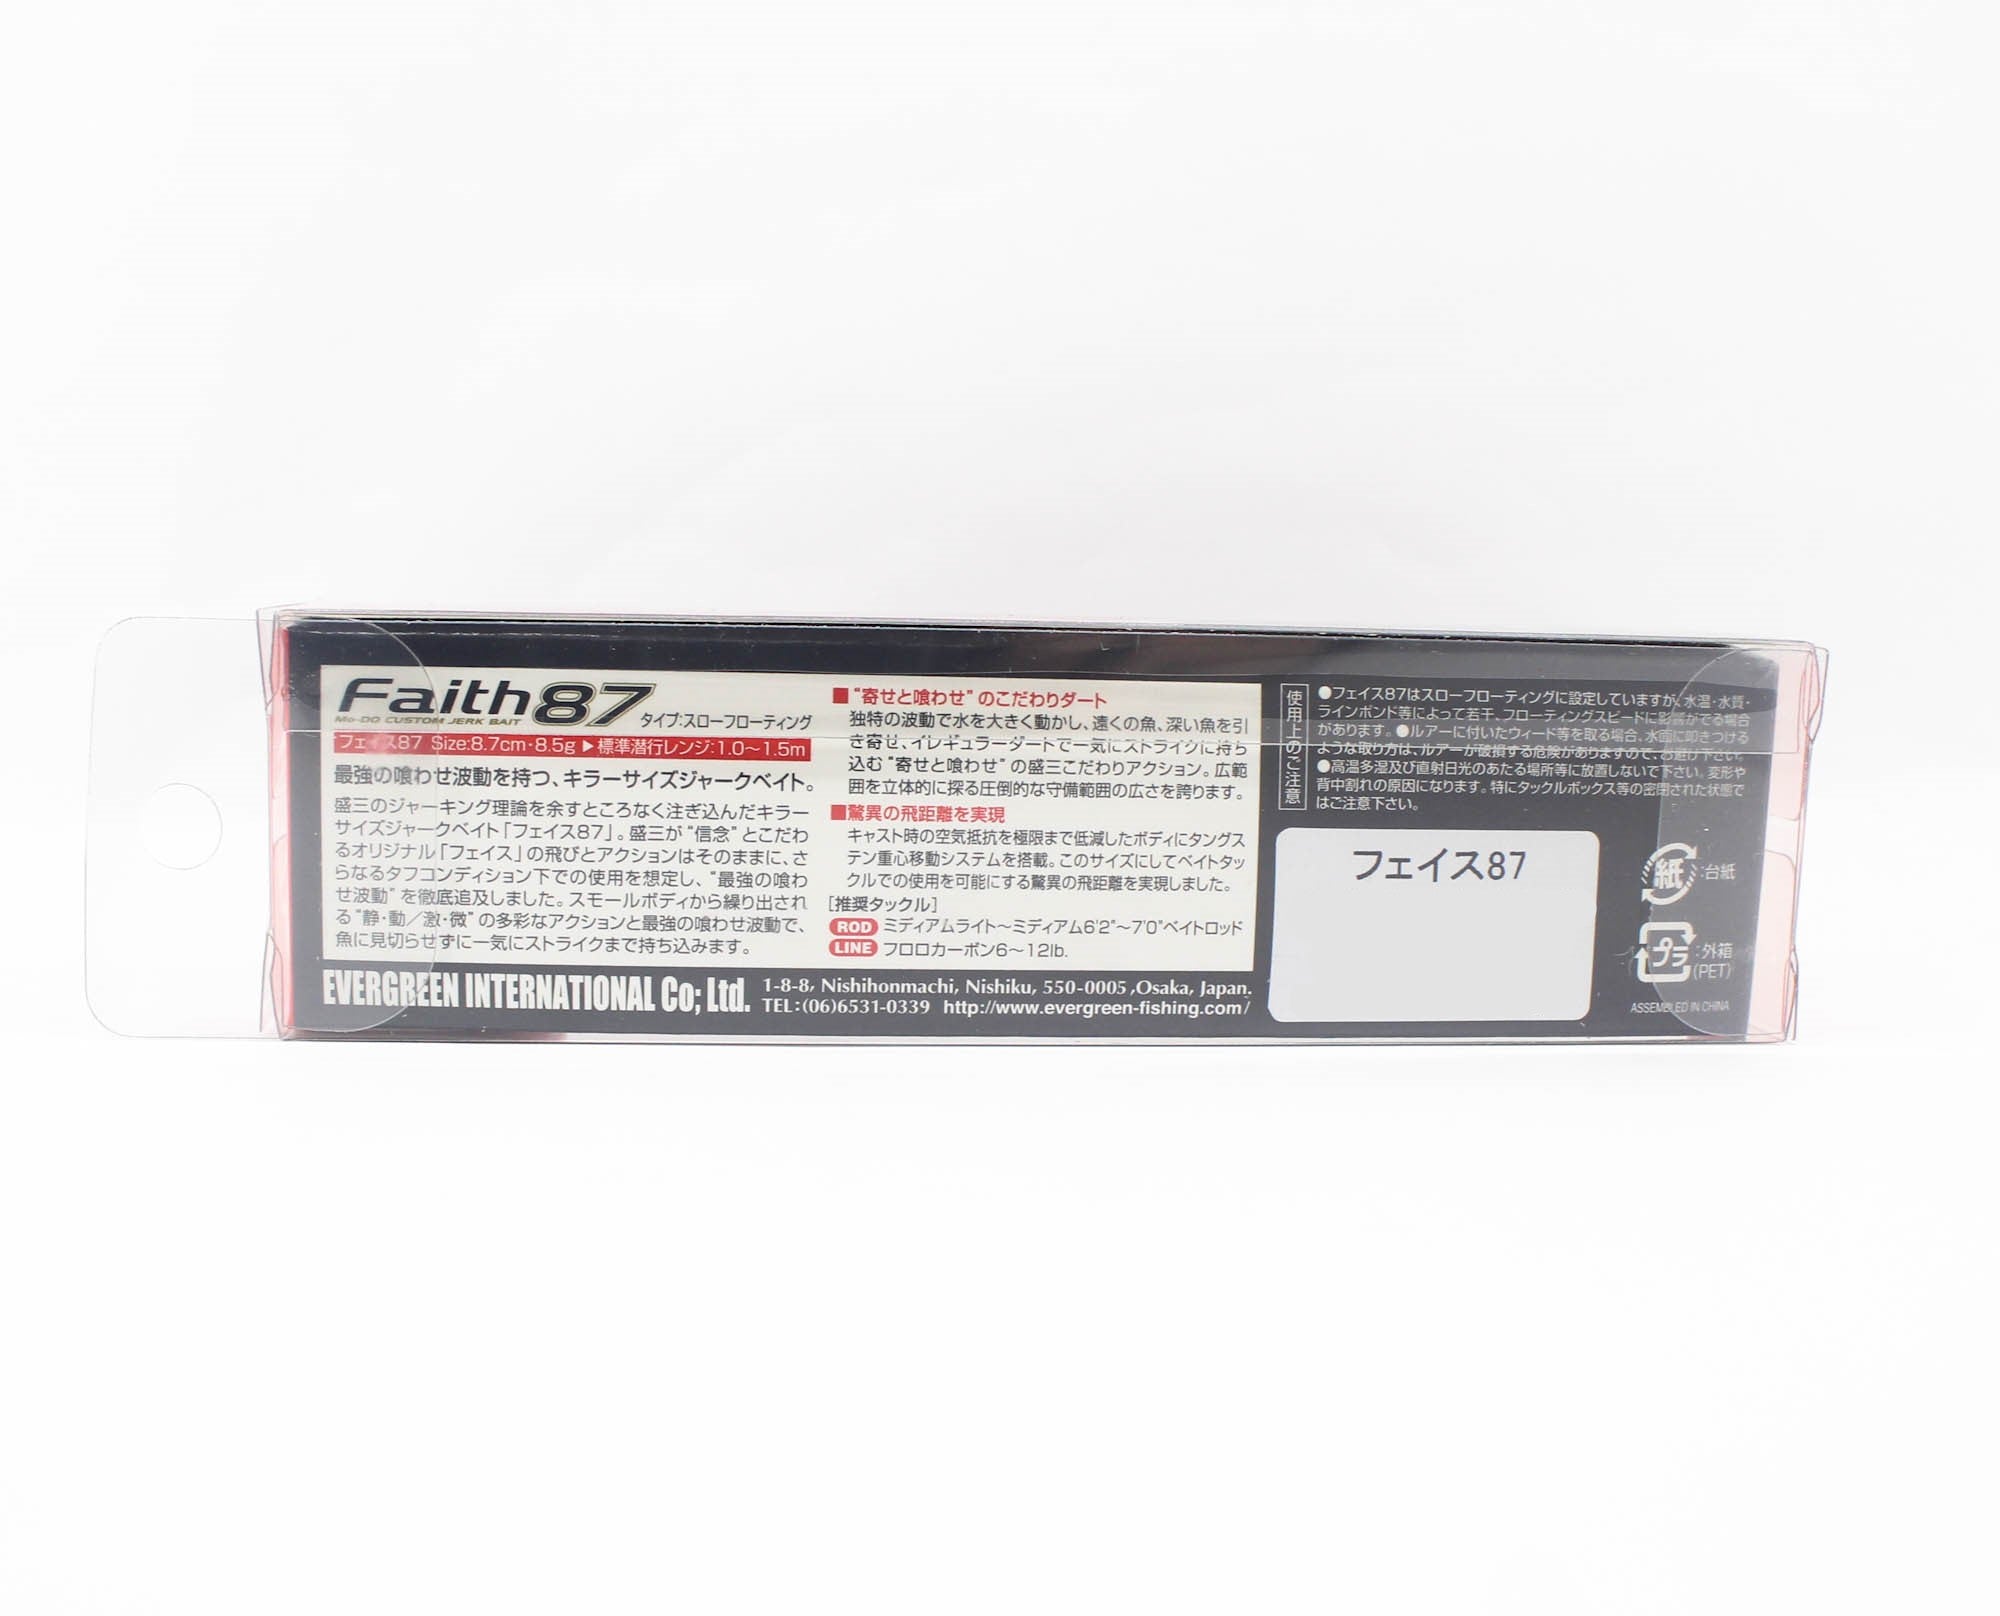 Faith87
Mo-DO CUSTOM JERK BAIT
タイプ:スローフローティング
フェイス87 Size:8.7cm・8.5g ▶標準潜行レンジ:1.0〜1.5m
最強の喰わせ波動を持つ、キラーサイズジャークベイト。
盛三のジャーキング理論を余すところなく注ぎ込んだキラー
サイズジャークベイト「フェイス87」。盛三が“信念”とこだわ
るオリジナル「フェイス」の飛びとアクションはそのままに、さ
らなるタフコンディション下での使用を想定し、“最強の喰わ
せ波動”を徹底追及しました。スモールボディから繰り出され
る“静・動／激・微”の多彩なアクションと最強の喰わせ波動で、
魚に見切らせずに一気にストライクまで持ち込みます。
■“寄せと喰わせ”のこだわりダート
独特の波動で水を大きく動かし、遠くの魚、深い魚を引
き寄せ、イレギュラーダートで一気にストライクに持ち
込む“寄せと喰わせ”の盛三こだわりアクション。広範
囲を立体的に探る圧倒的な守備範囲の広さを誇ります。
■驚異の飛距離を実現
キャスト時の空気抵抗を極限まで低減したボディにタングス
テン重心移動システムを搭載。このサイズにしてベイトタッ
クルでの使用を可能にする驚異の飛距離を実現しました。
[推奨タックル]
ROD ミディアムライト〜ミディアム6'2"〜7'0"ベイトロッド
LINE フロロカーボン6〜12lb.
EVERGREEN INTERNATIONAL Co; Ltd.
1-8-8, Nishihonmachi, Nishiku, 550-0005 ,Osaka, Japan.
TEL:(06)6531-0339 http://www.evergreen-fishing.com/
使用上のご注意
●フェイス87はスローフローティングに設定していますが、水温・水質・
ラインポンド等によって若干、フローティングスピードに影響がでる場合
があります。●ルアーに付いたウィード等を取る場合、水面に叩きつける
ような取り方は、ルアーが破損する危険がありますので、お避け下さい。
●高温多湿及び直射日光のあたる場所等に放置しないで下さい。変形や
背中割れの原因になります。特にタックルボックス等の密閉された状態で
はご注意下さい。
フェイス87
紙:台紙
プラ:外箱
(PET)
ASSEMBLED IN CHINA